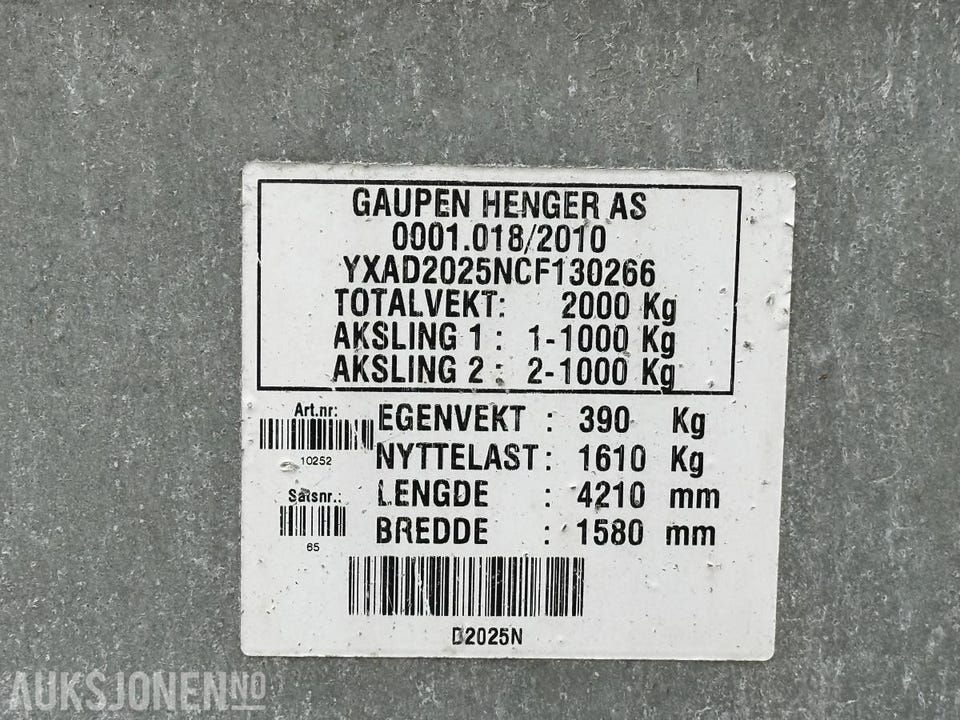 GAUPEN HENGER AS
0001.018/2010
YXAD2025NCF130266
TOTALVEKT: 2000 Kg
AKSLING 1 : 1-1000 Kg
AKSLING 2 : 2-1000 Kg
Art.nr:
10252
Satsnr.:
65
EGENVEKT : 390 Kg
NYTTELAST : 1610 Kg
LENGDE : 4210 mm
BREDDE : 1580 mm
D2025N
AUKSJONEN NO